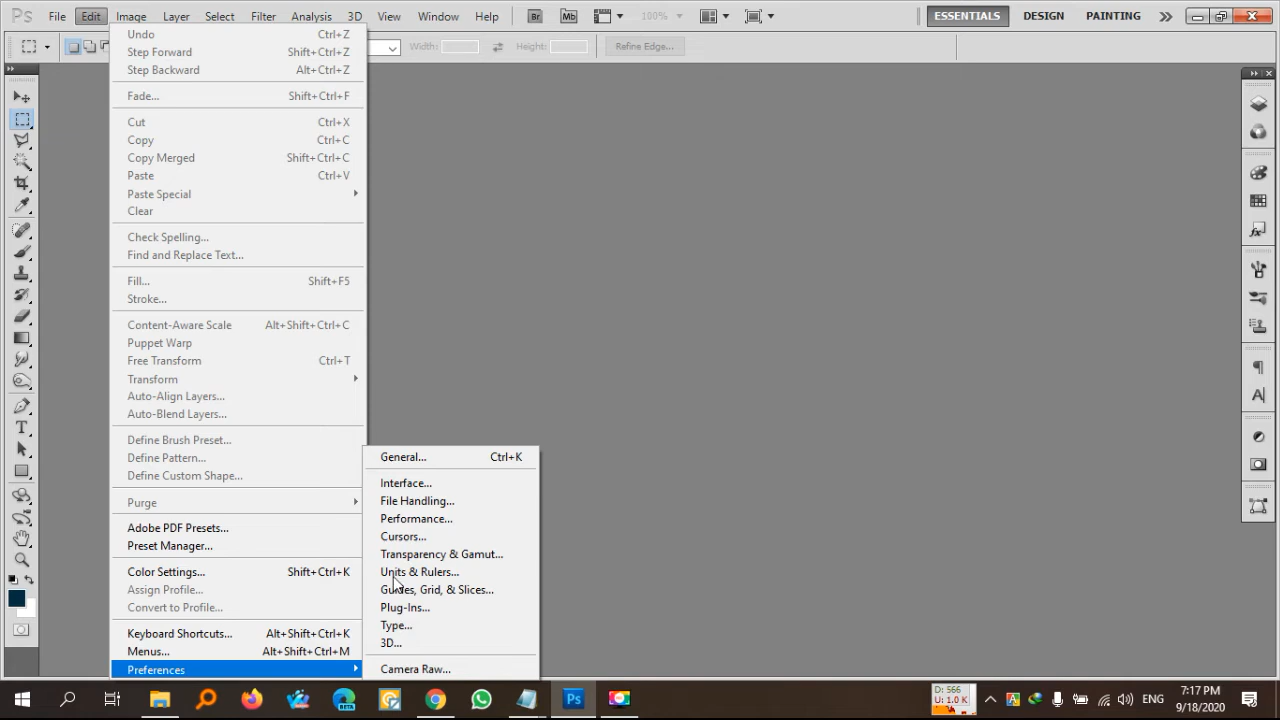 Ps File Edit Image Layer Select Filter Analysis 3D View Window Help Br Mb 100% ESSENTIALS DESIGN PAINTING
Width: Height: Refine Edge...
Undo Ctrl+Z
Step Forward Shift+Ctrl+Z
Step Backward Alt+Ctrl+Z
Fade... Shift+Ctrl+F
Cut Ctrl+X
Copy Ctrl+C
Copy Merged Shift+Ctrl+C
Paste Ctrl+V
Paste Special
Clear
Check Spelling...
Find and Replace Text...
Fill... Shift+F5
Stroke...
Content-Aware Scale Alt+Shift+Ctrl+C
Puppet Warp
Free Transform Ctrl+T
Transform
Auto-Align Layers...
Auto-Blend Layers...
Define Brush Preset...
Define Pattern...
Define Custom Shape...
Purge
Adobe PDF Presets...
Preset Manager...
Color Settings... Shift+Ctrl+K
Assign Profile...
Convert to Profile...
Keyboard Shortcuts... Alt+Shift+Ctrl+K
Menus... Alt+Shift+Ctrl+M
Preferences
General... Ctrl+K
Interface...
File Handling...
Performance...
Cursors...
Transparency & Gamut...
Units & Rulers...
Guides, Grid, & Slices...
Plug-Ins...
Type...
3D...
Camera Raw...
Ps
D: 566
U: 1.0 K
ENG
7:17 PM
9/18/2020